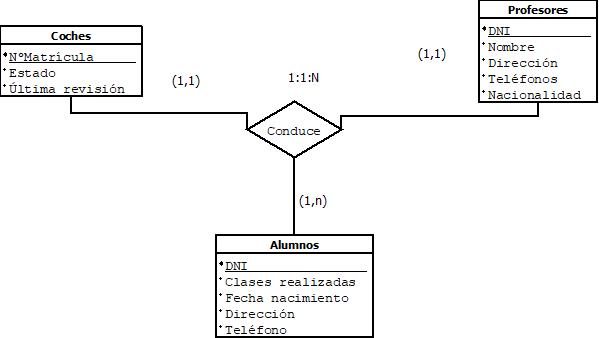 Coches
NºMatrícula
Estado
Última revisión
(1,1)
1:1:N
(1,1)
Profesores
DNI
Nombre
Dirección
Teléfonos
Nacionalidad
Conduce
(1,n)
Alumnos
DNI
Clases realizadas
Fecha nacimiento
Dirección
Teléfono